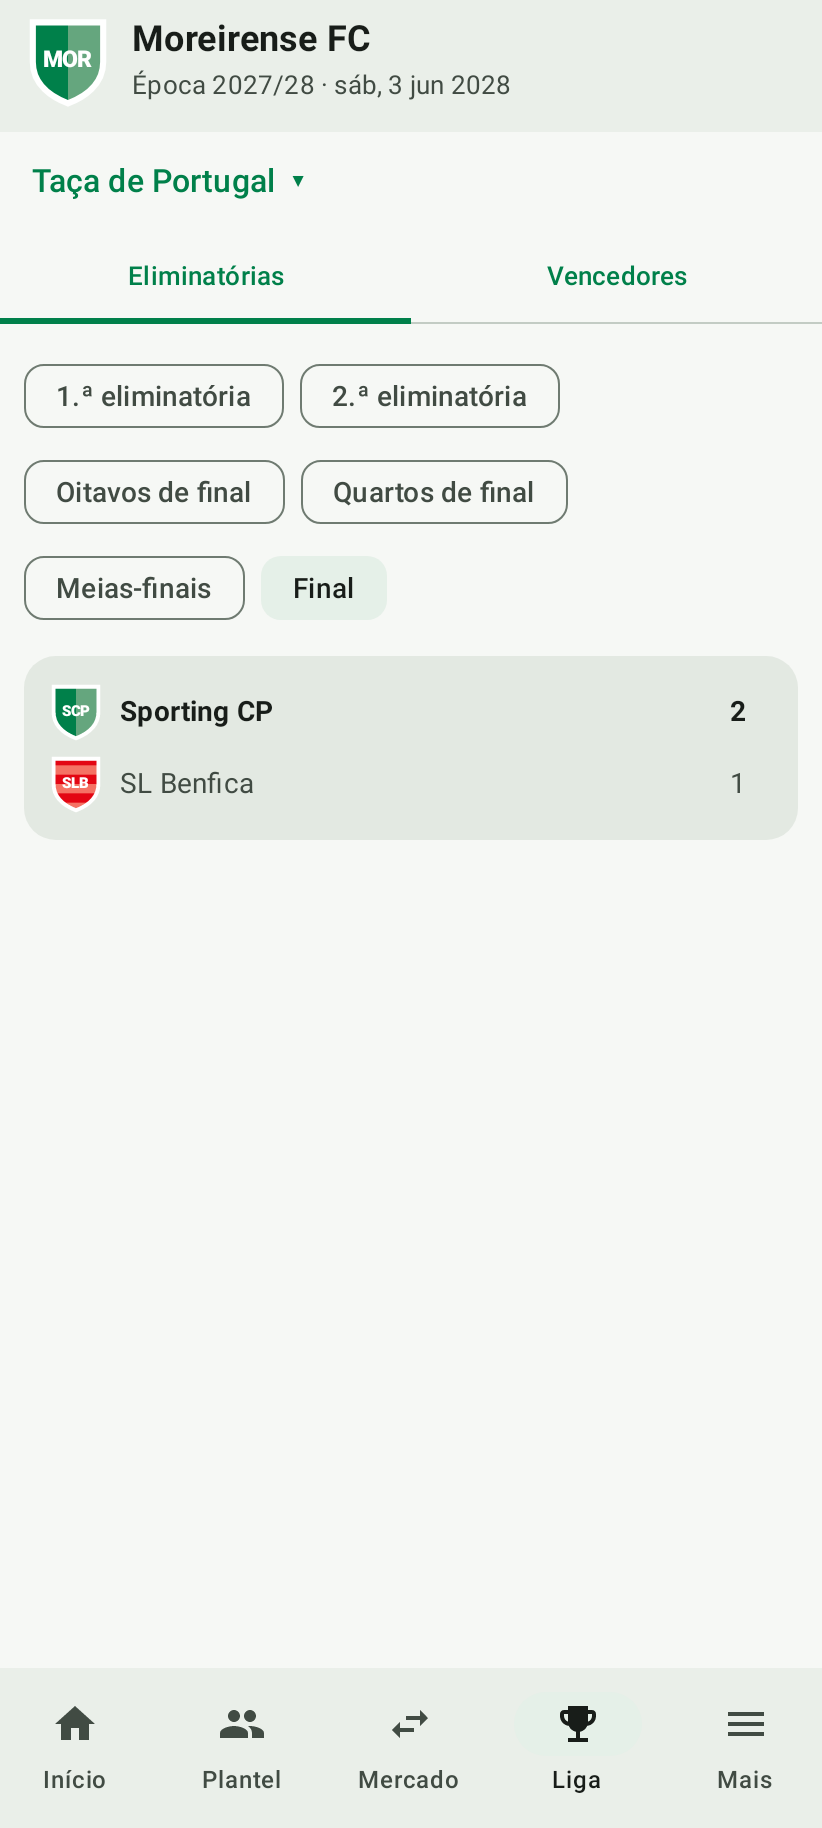 MOR
Moreirense FC
Época 2027/28 · sáb, 3 jun 2028
Taça de Portugal ▼
Eliminatórias Vencedores
1.ª eliminatória 2.ª eliminatória
Oitavos de final Quartos de final
Meias-finais Final
SCP Sporting CP 2
SLB SL Benfica 1
Início Plantel Mercado Liga Mais